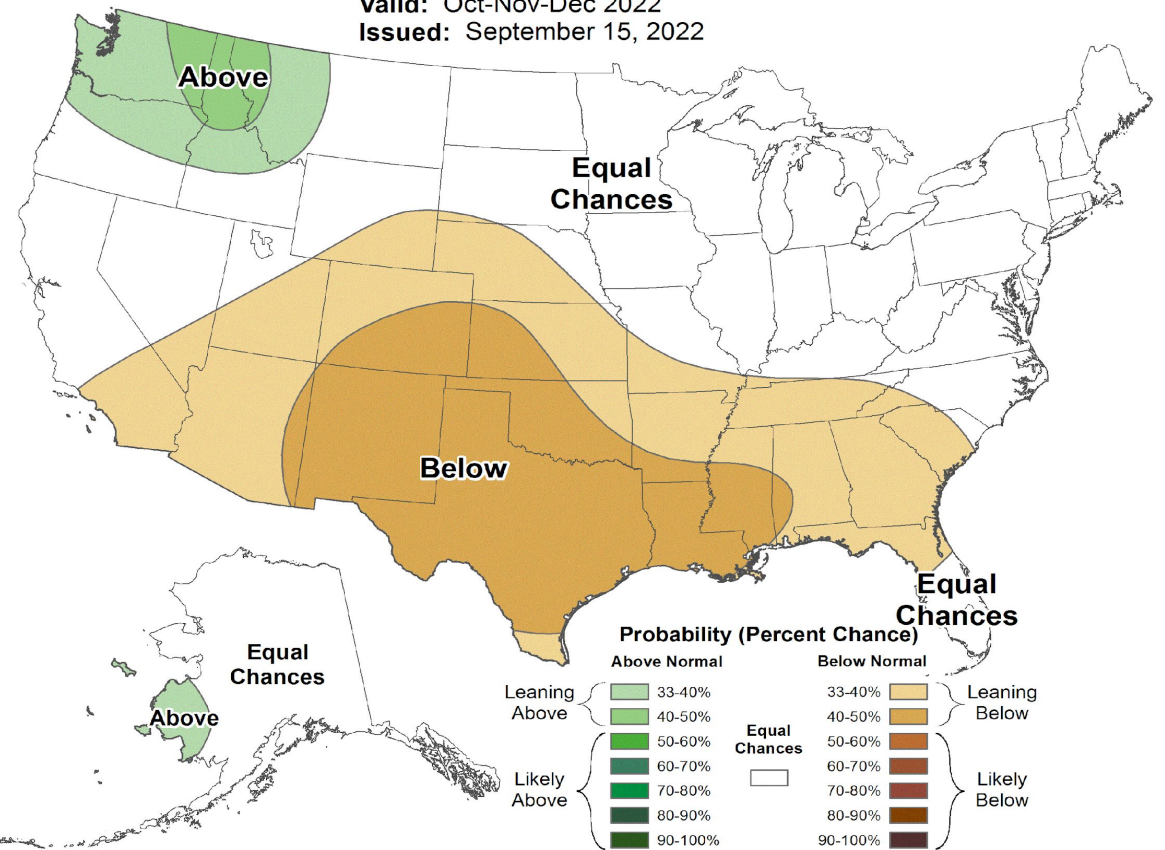 Valid: Oct-Nov-Dec 2022
Issued: September 15, 2022
Above
Equal
Chances
Below
Equal
Chances
Equal
Chances
Above
Probability (Percent Chance)
Above Normal
Below Normal
Leaning
Above
33-40%
40-50%
Likely
Above
50-60%
60-70%
70-80%
80-90%
90-100%
Equal
Chances
33-40%
40-50%
Leaning
Below
50-60%
60-70%
70-80%
80-90%
90-100%
Likely
Below